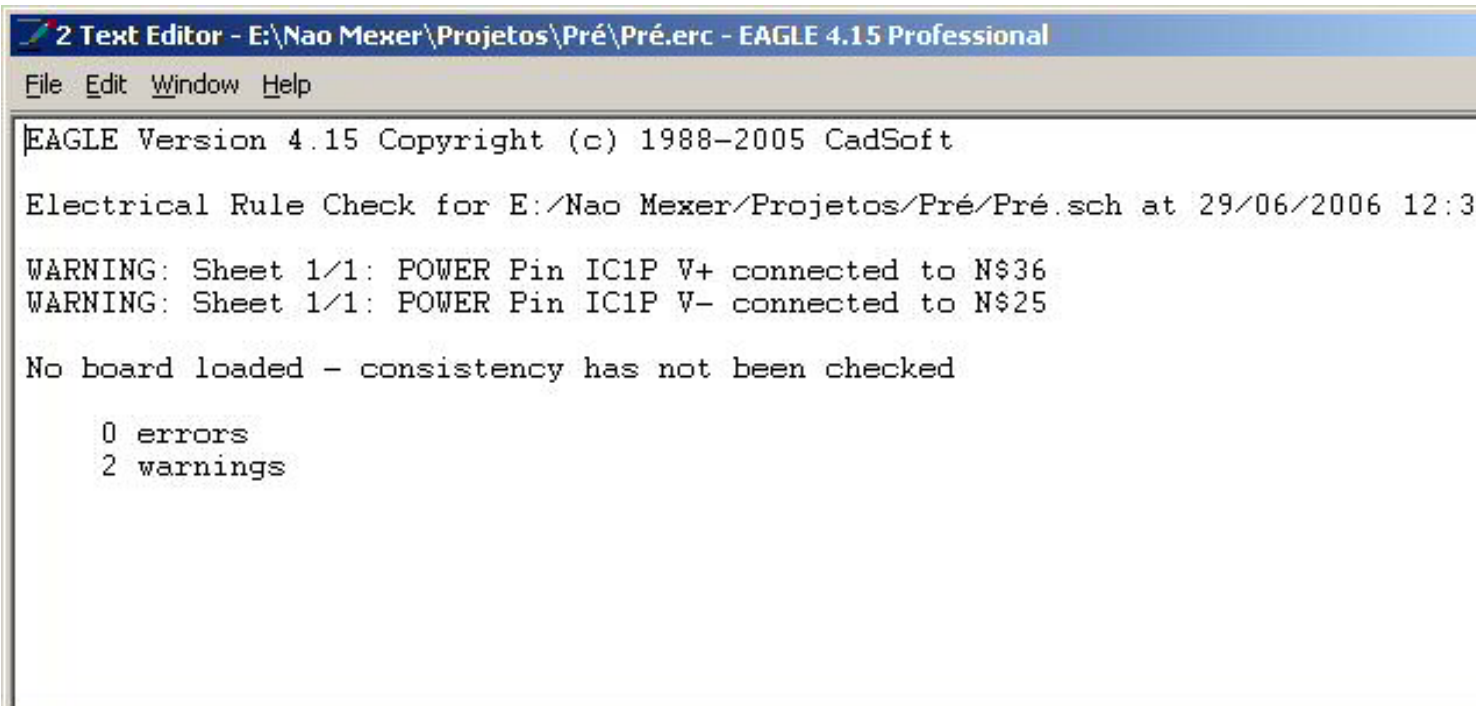 2 Text Editor - E:\Nao Mexer\Projetos\Pré\Pré.erc - EAGLE 4.15 Professional
File Edit Window Help
EAGLE Version 4.15 Copyright (c) 1988-2005 CadSoft
Electrical Rule Check for E:/Nao Mexer/Projetos/Pré/Pré.sch at 29/06/2006 12:3
WARNING: Sheet 1/1: POWER Pin IC1P V+ connected to N$36
WARNING: Sheet 1/1: POWER Pin IC1P V- connected to N$25
No board loaded - consistency has not been checked
0 errors
2 warnings